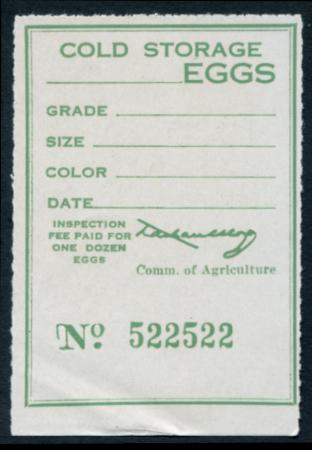 COLD STORAGE
EGGS
GRADE
SIZE
COLOR
DATE
INSPECTION
FEE PAID FOR
ONE DOZEN
EGGS
Comm. of Agriculture
Nº 522522